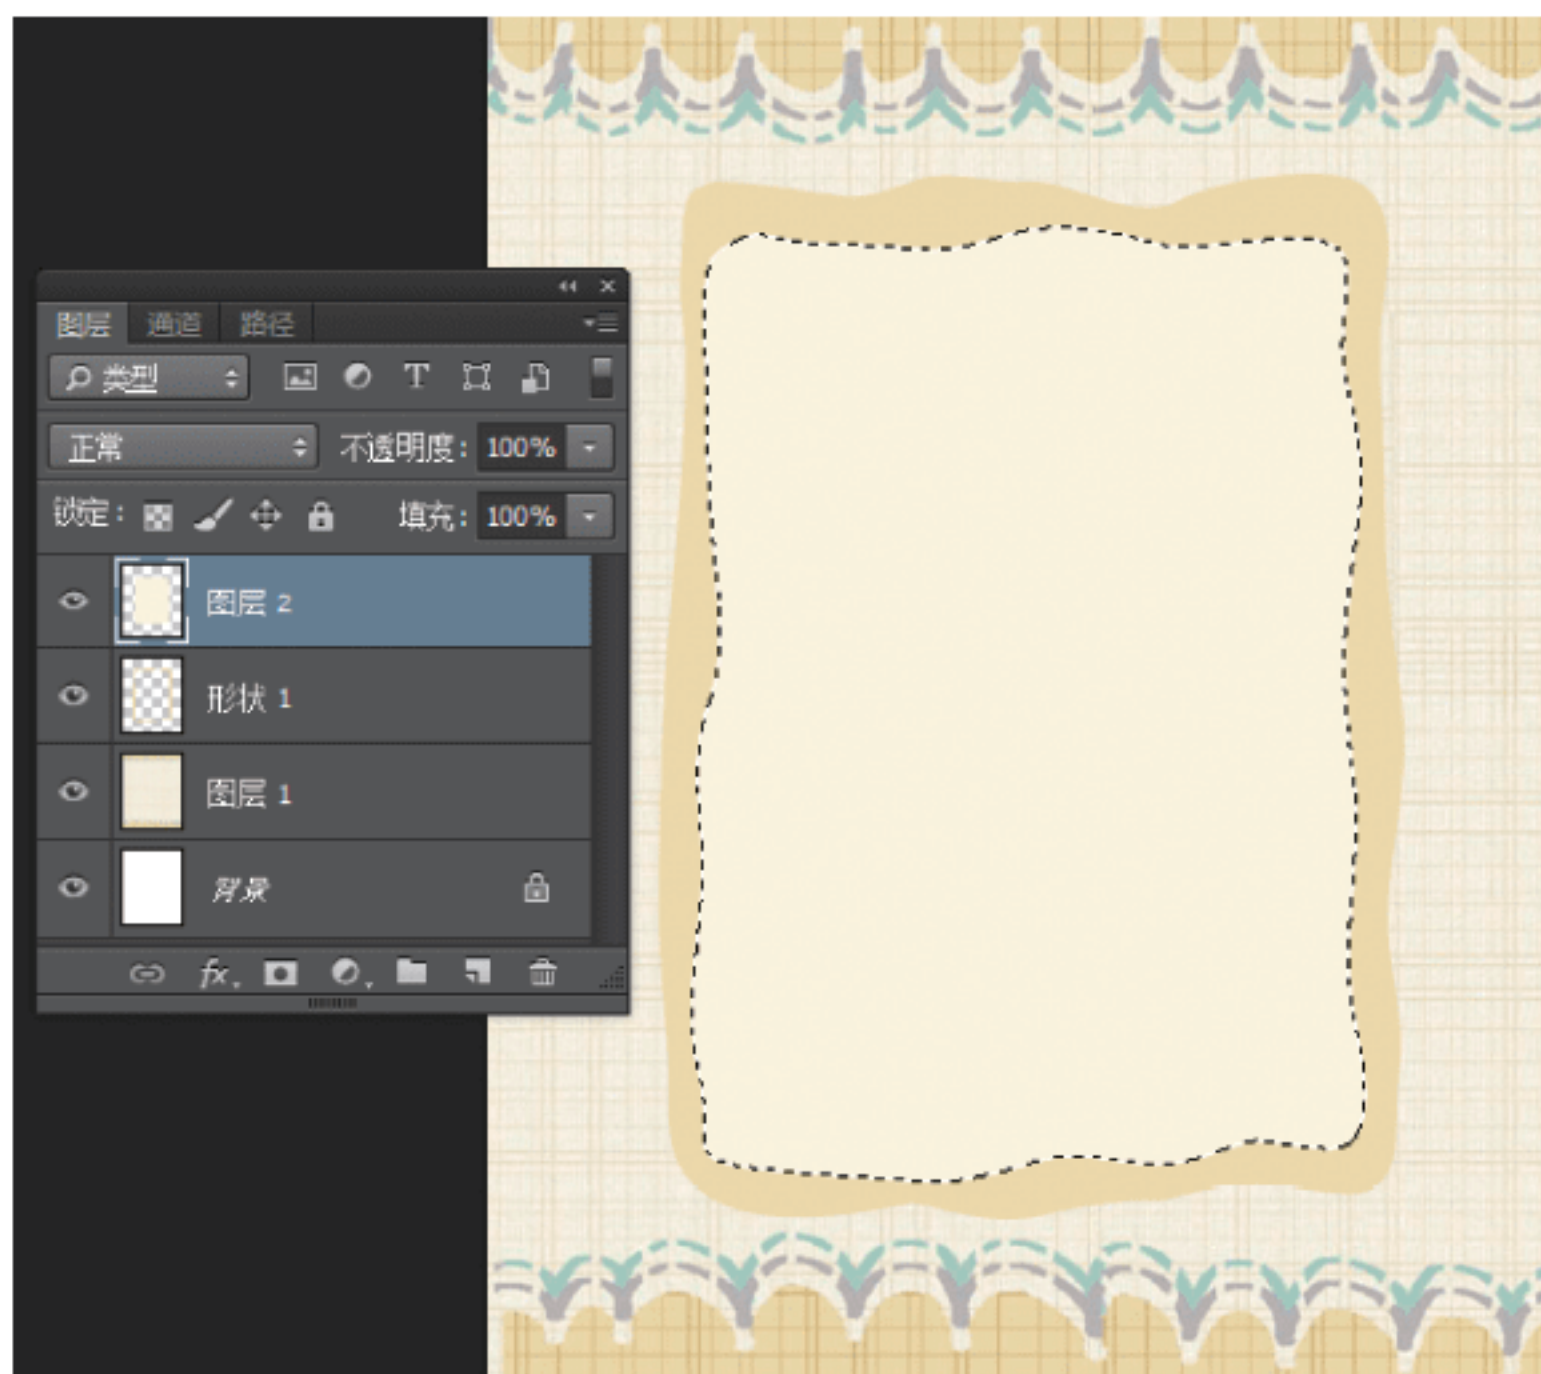 图层 通道 路径
类型 T
正常 不透明度: 100%
锁定: 填充: 100%
图层 2
形状 1
图层 1
背景
fx